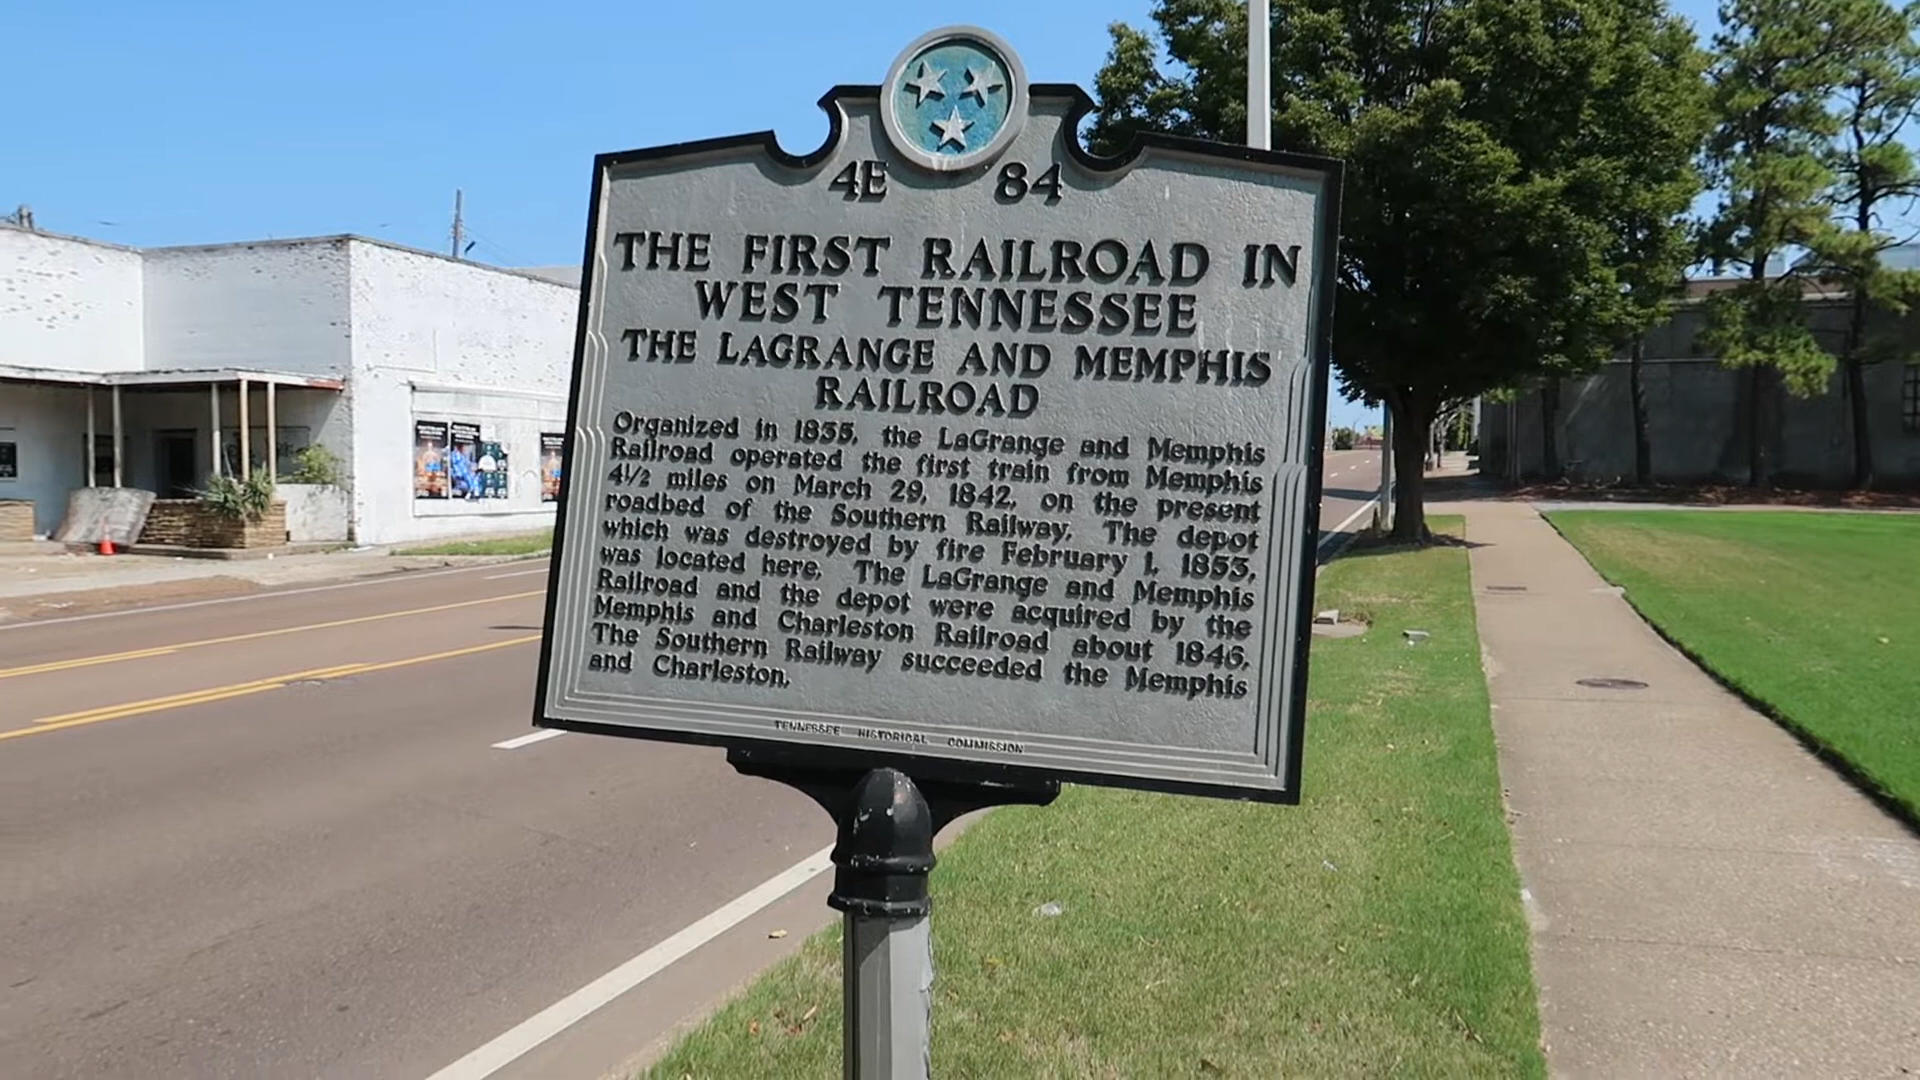 4E 84
THE FIRST RAILROAD IN
WEST TENNESSEE
THE LAGRANGE AND MEMPHIS
RAILROAD
Organized in 1835, the LaGrange and Memphis
Railroad operated the first train from Memphis
4½ miles on March 29, 1842, on the present
roadbed of the Southern Railway. The depot
which was destroyed by fire February 1, 1853,
was located here. The LaGrange and Memphis
Railroad and the depot were acquired by the
Memphis and Charleston Railroad about 1846.
The Southern Railway succeeded the Memphis
and Charleston.
TENNESSEE HISTORICAL COMMISSION